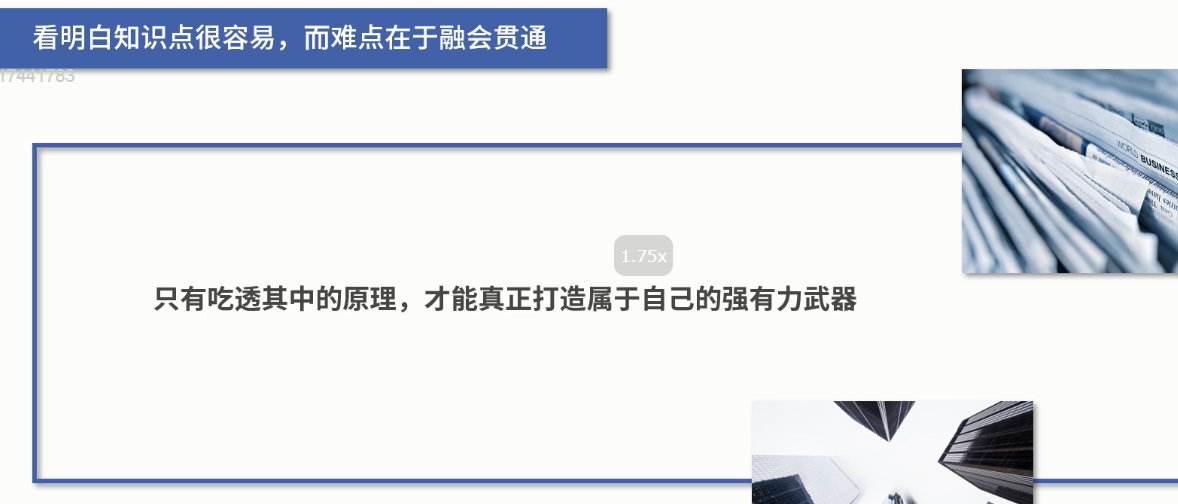 看明白知识点很容易，而难点在于融会贯通
17441783
WORLD BUSINESS
1.75x
只有吃透其中的原理，才能真正打造属于自己的强有力武器